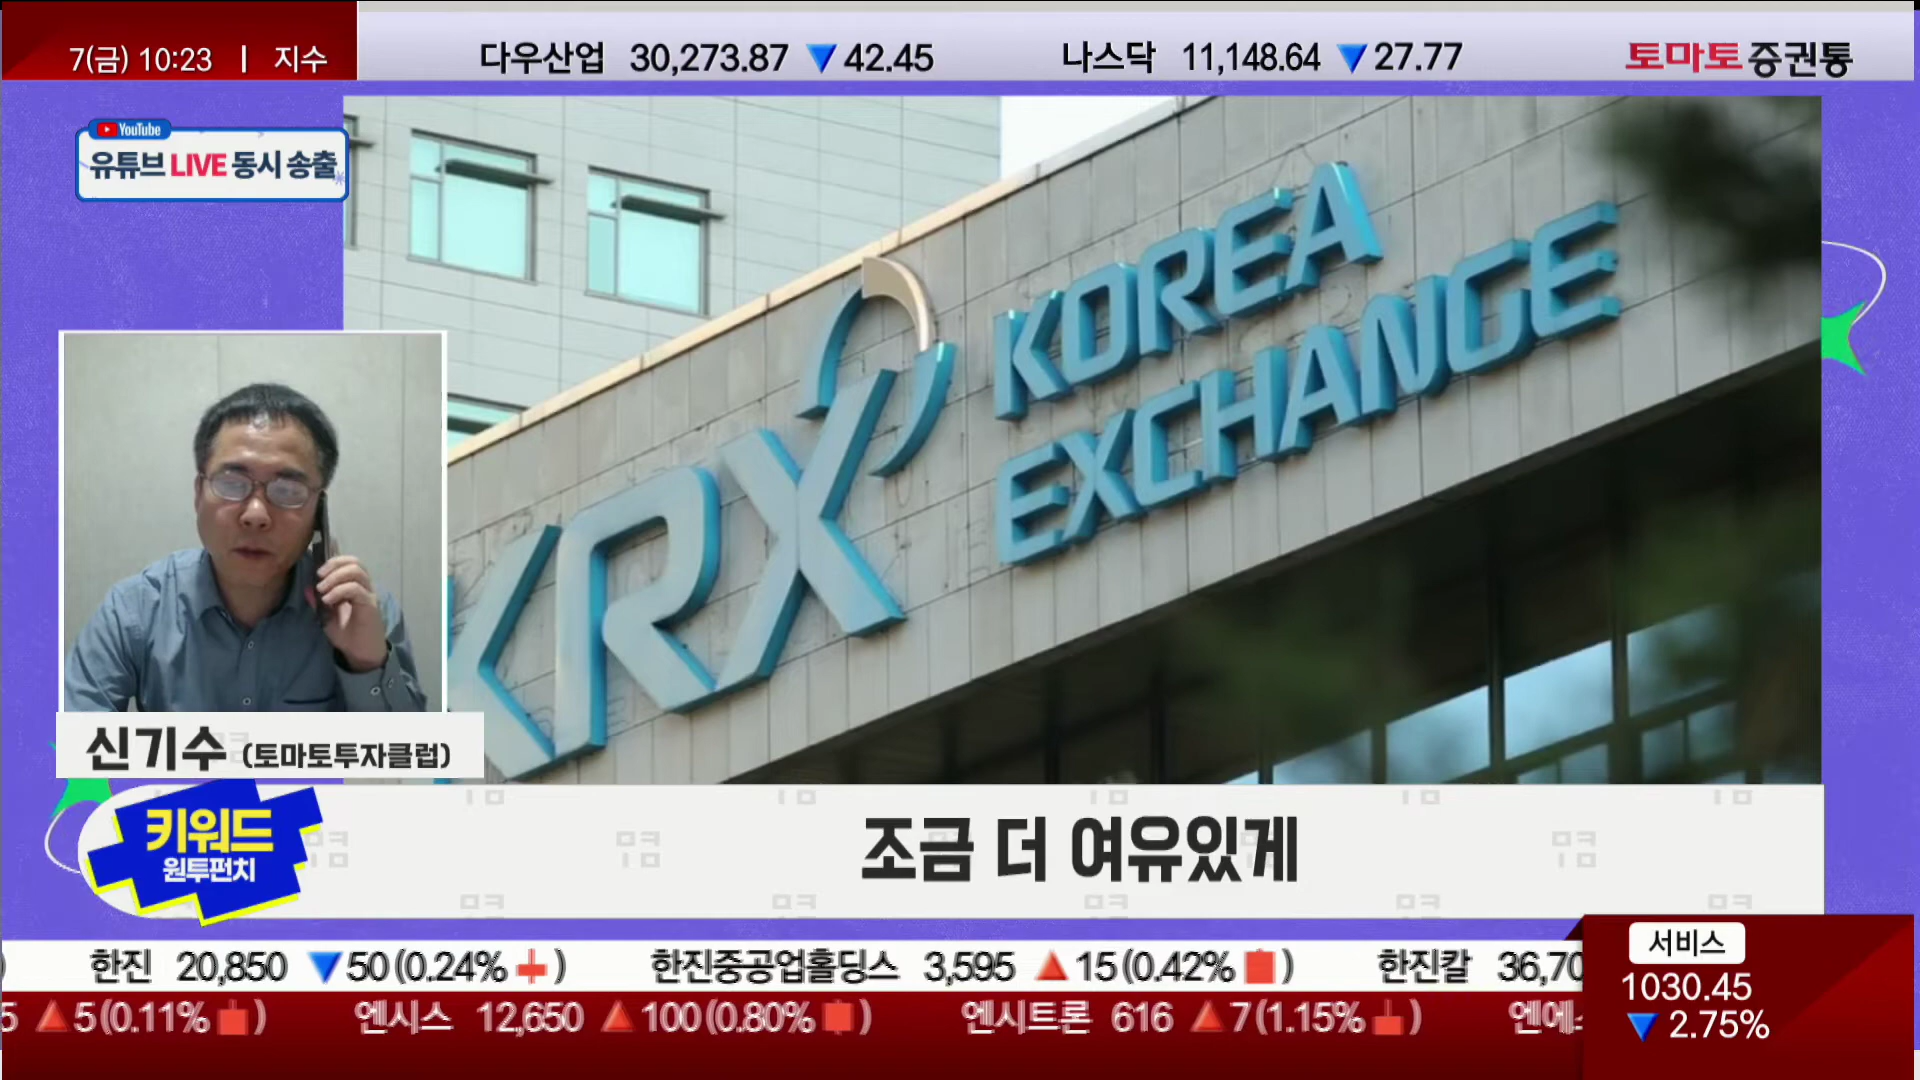 7(금) 10:23 | 지수
다우산업 30,273.87 ▼42.45 나스닥 11,148.64 ▼27.77
토마토증권통
YouTube
유튜브 LIVE 동시 송출
KRX
KOREA
EXCHANGE
신기수 (토마토투자클럽)
키워드
원투펀치
조금 더 여유있게
한진 20,850 ▼50(0.24%) 한진중공업홀딩스 3,595 ▲15(0.42%) 한진칼 36,70
5 ▲5(0.11%) 엔시스 12,650 ▲100(0.80%) 엔시트론 616 ▲7(1.15%)
서비스
1030.45
▼2.75%